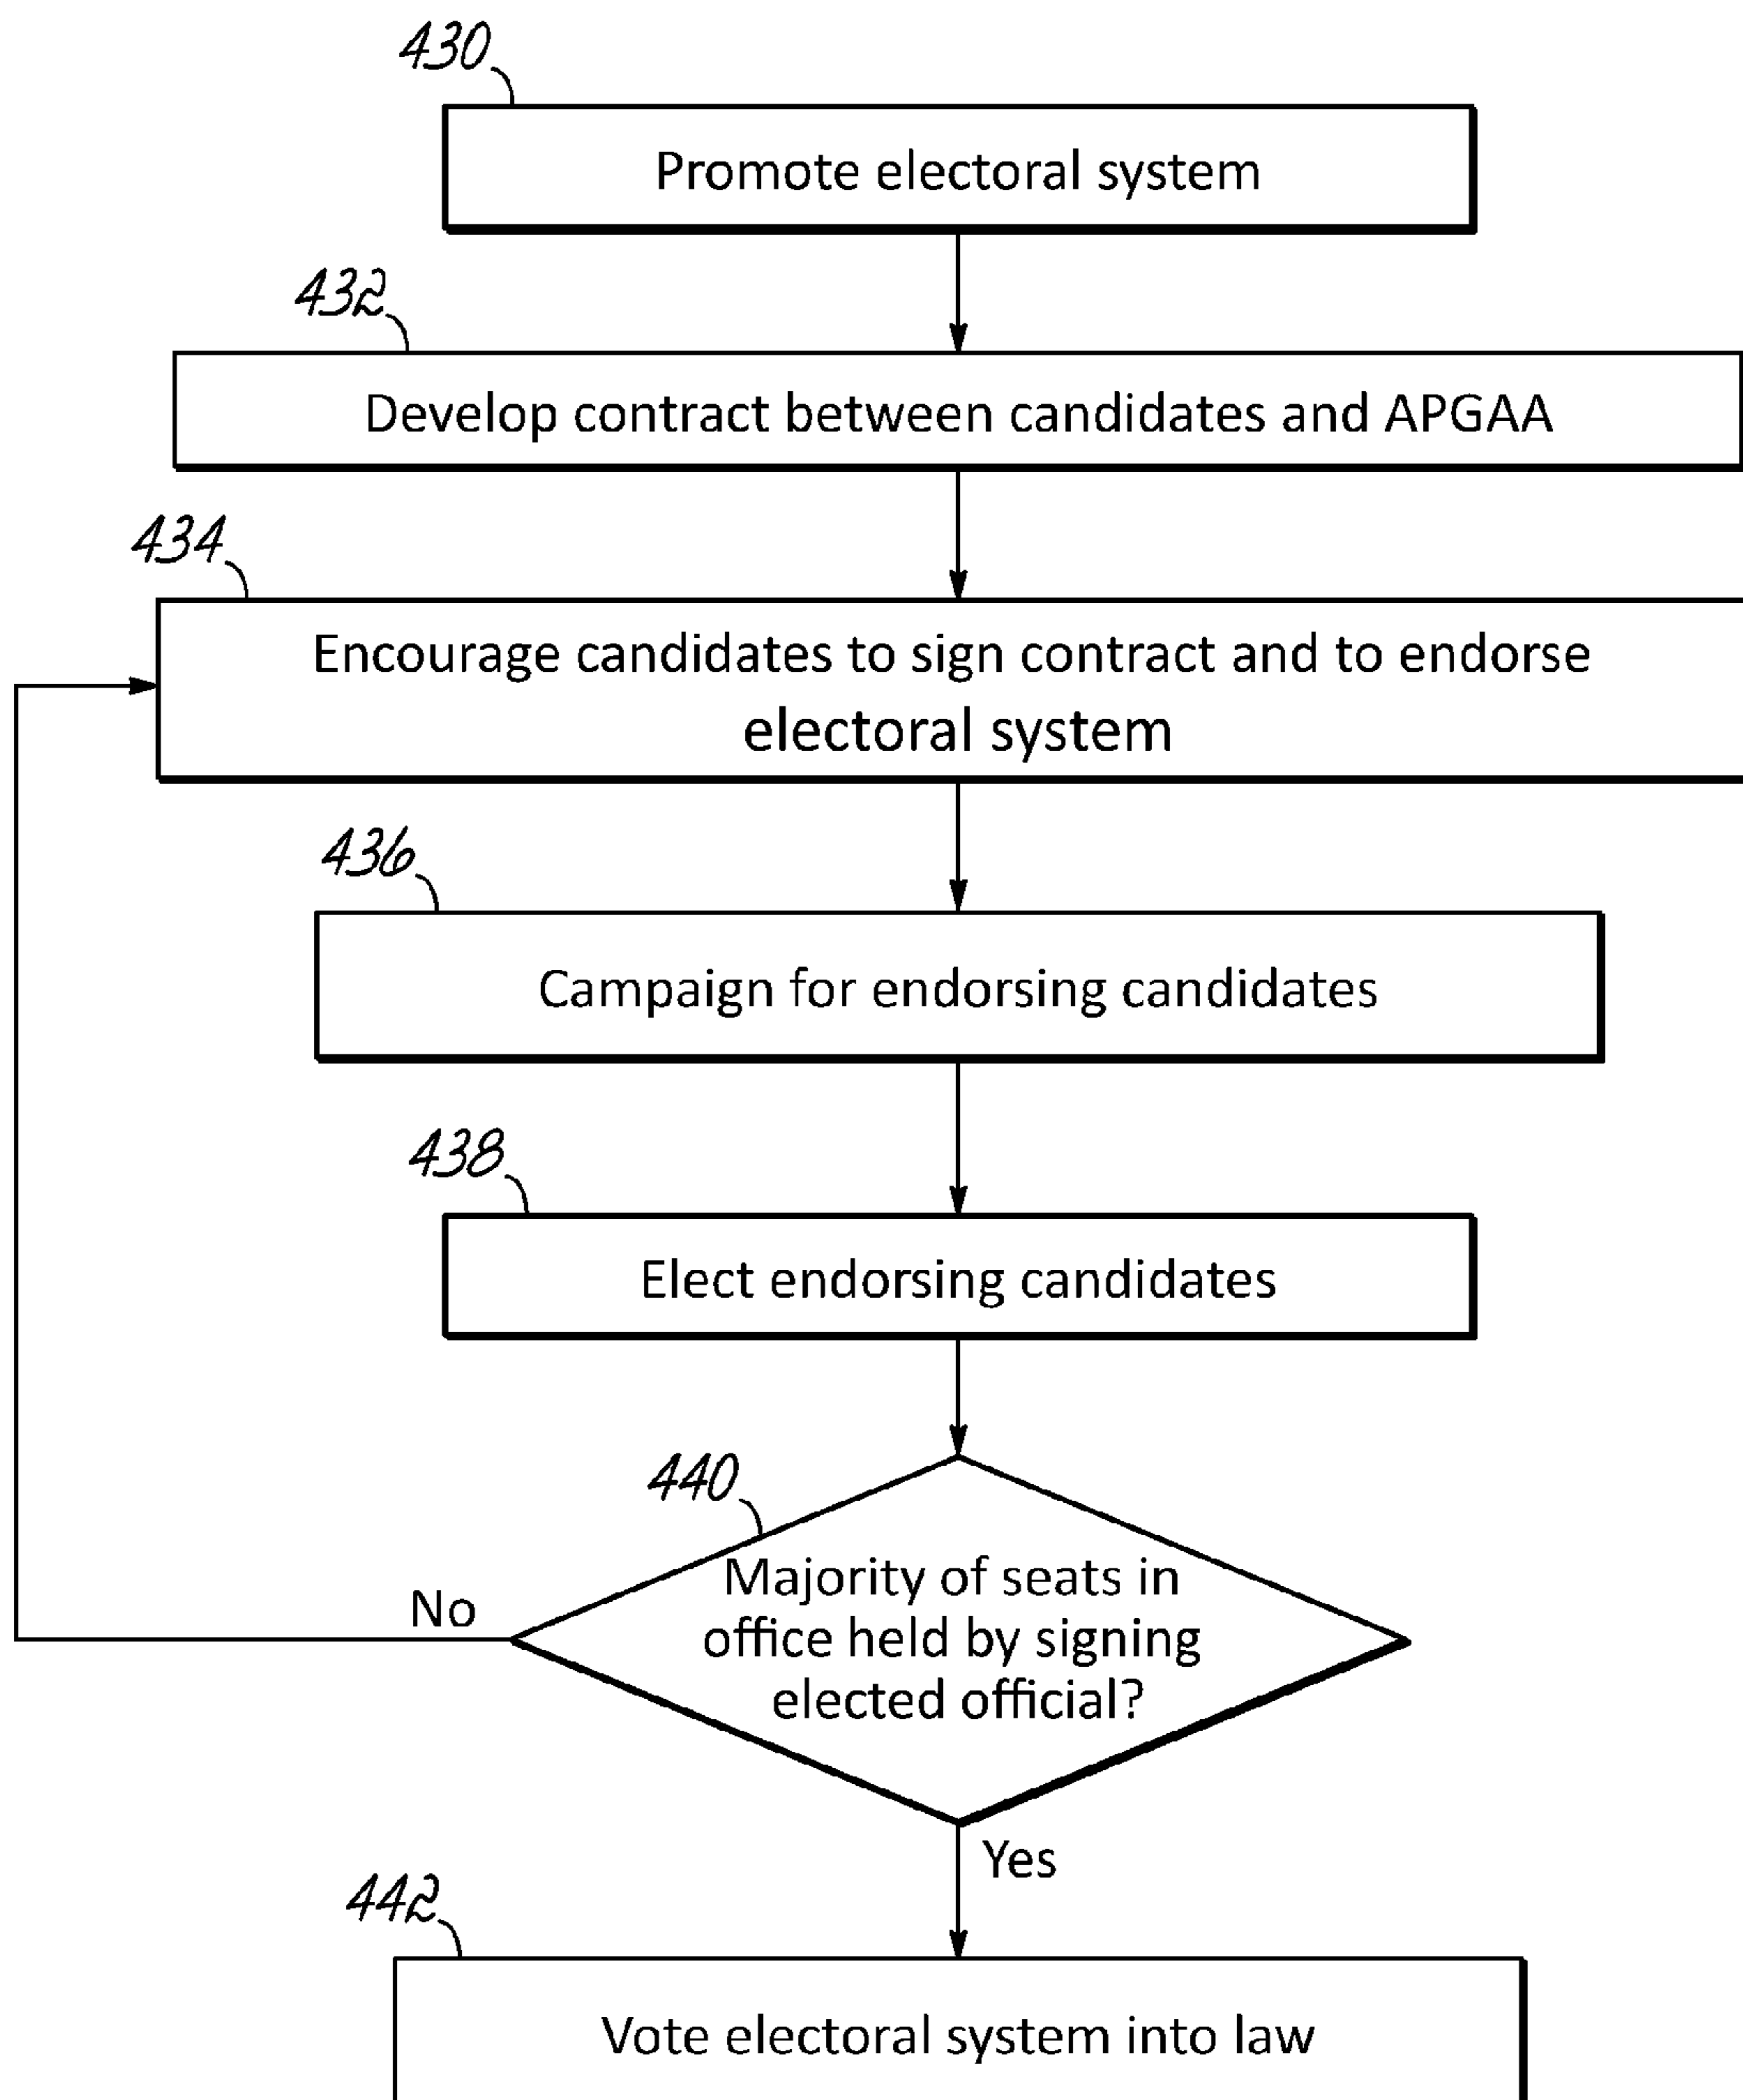 430
Promote electoral system
432
Develop contract between candidates and APGAA
434
Encourage candidates to sign contract and to endorse
electoral system
436
Campaign for endorsing candidates
438
Elect endorsing candidates
440
Majority of seats in
office held by signing
elected official?
No
Yes
442
Vote electoral system into law